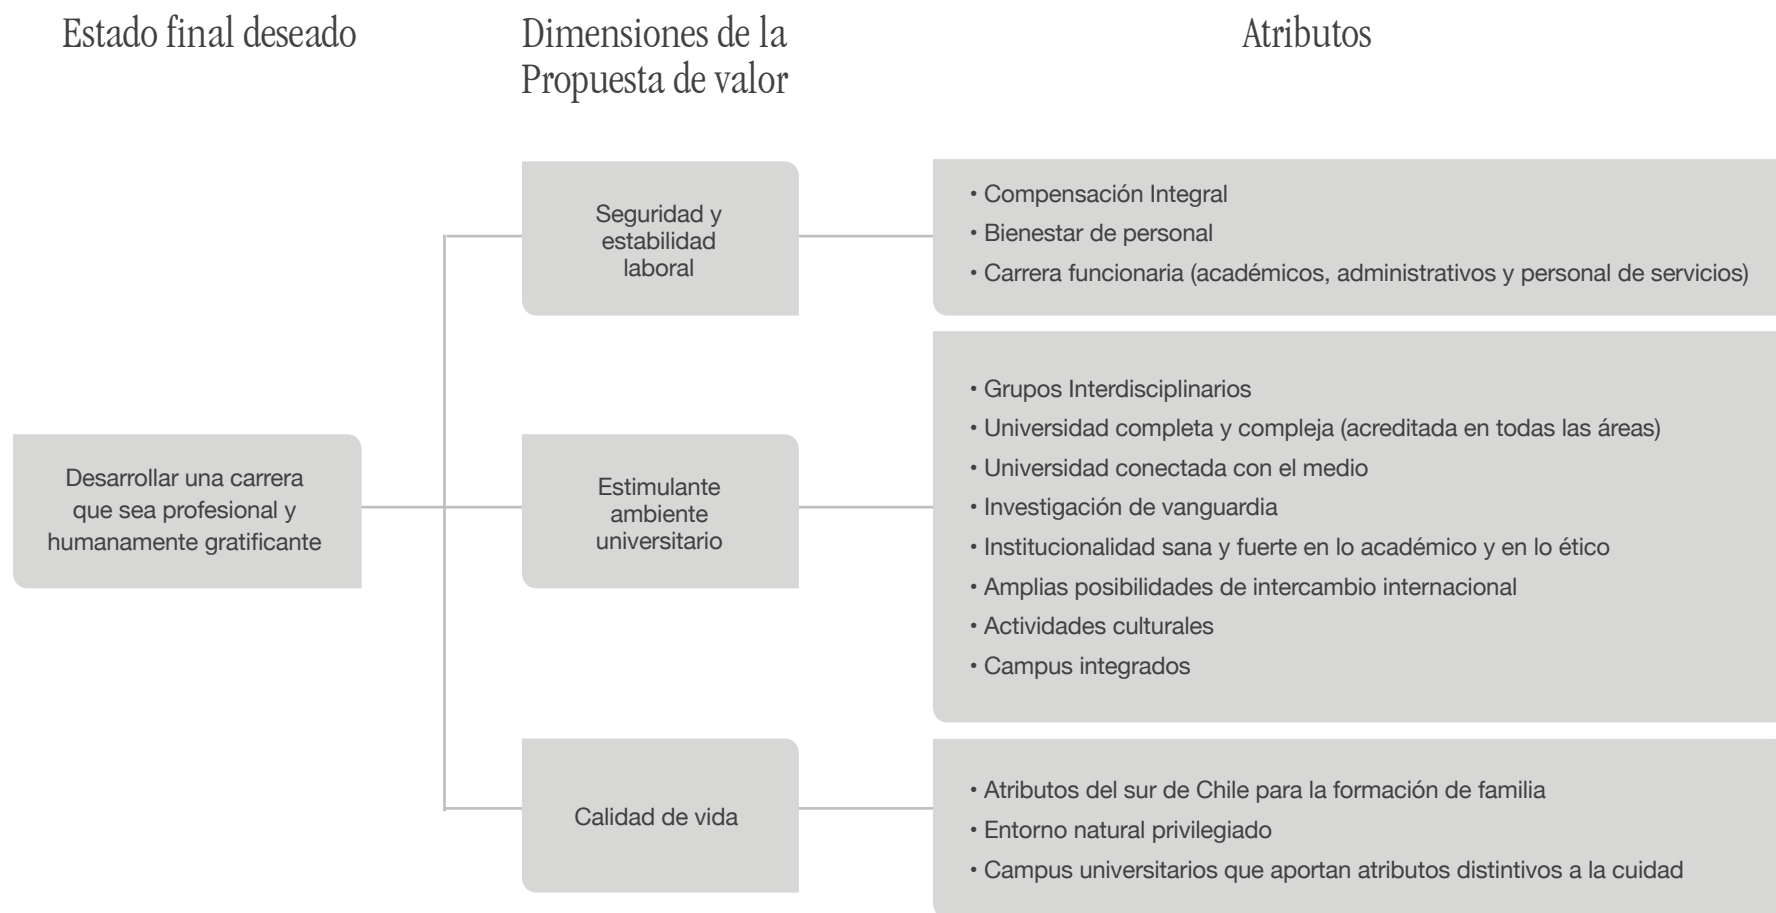 Estado final deseado
Dimensiones de la
Propuesta de valor
Atributos
Desarrollar una carrera
que sea profesional y
humanamente gratificante
Seguridad y
estabilidad
laboral
• Compensación Integral
• Bienestar de personal
• Carrera funcionaria (académicos, administrativos y personal de servicios)
Estimulante
ambiente
universitario
• Grupos Interdisciplinarios
• Universidad completa y compleja (acreditada en todas las áreas)
• Universidad conectada con el medio
• Investigación de vanguardia
• Institucionalidad sana y fuerte en lo académico y en lo ético
• Amplias posibilidades de intercambio internacional
• Actividades culturales
• Campus integrados
Calidad de vida
• Atributos del sur de Chile para la formación de familia
• Entorno natural privilegiado
• Campus universitarios que aportan atributos distintivos a la cuidad